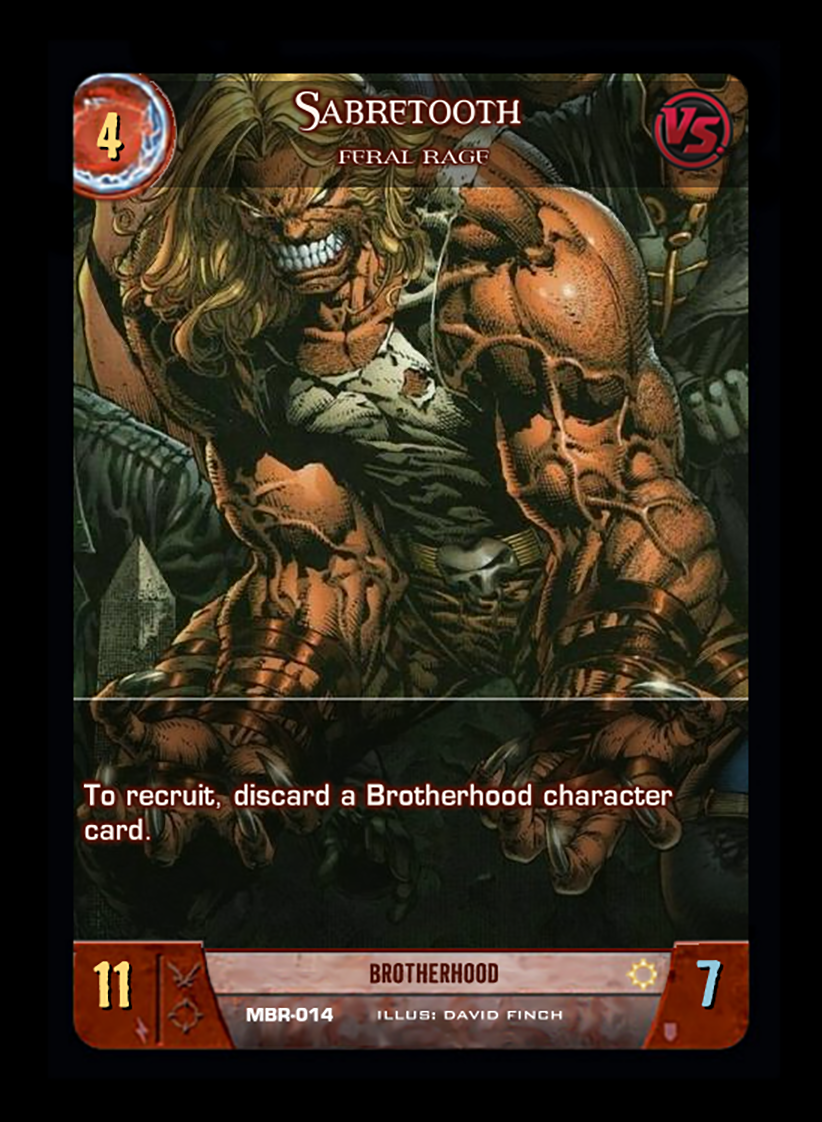 4
SABRETOOTH
VS.
FERAL RAGE
To recruit, discard a Brotherhood character
card.
11
BROTHERHOOD
7
MBR-014 ILLUS: DAVID FINCH